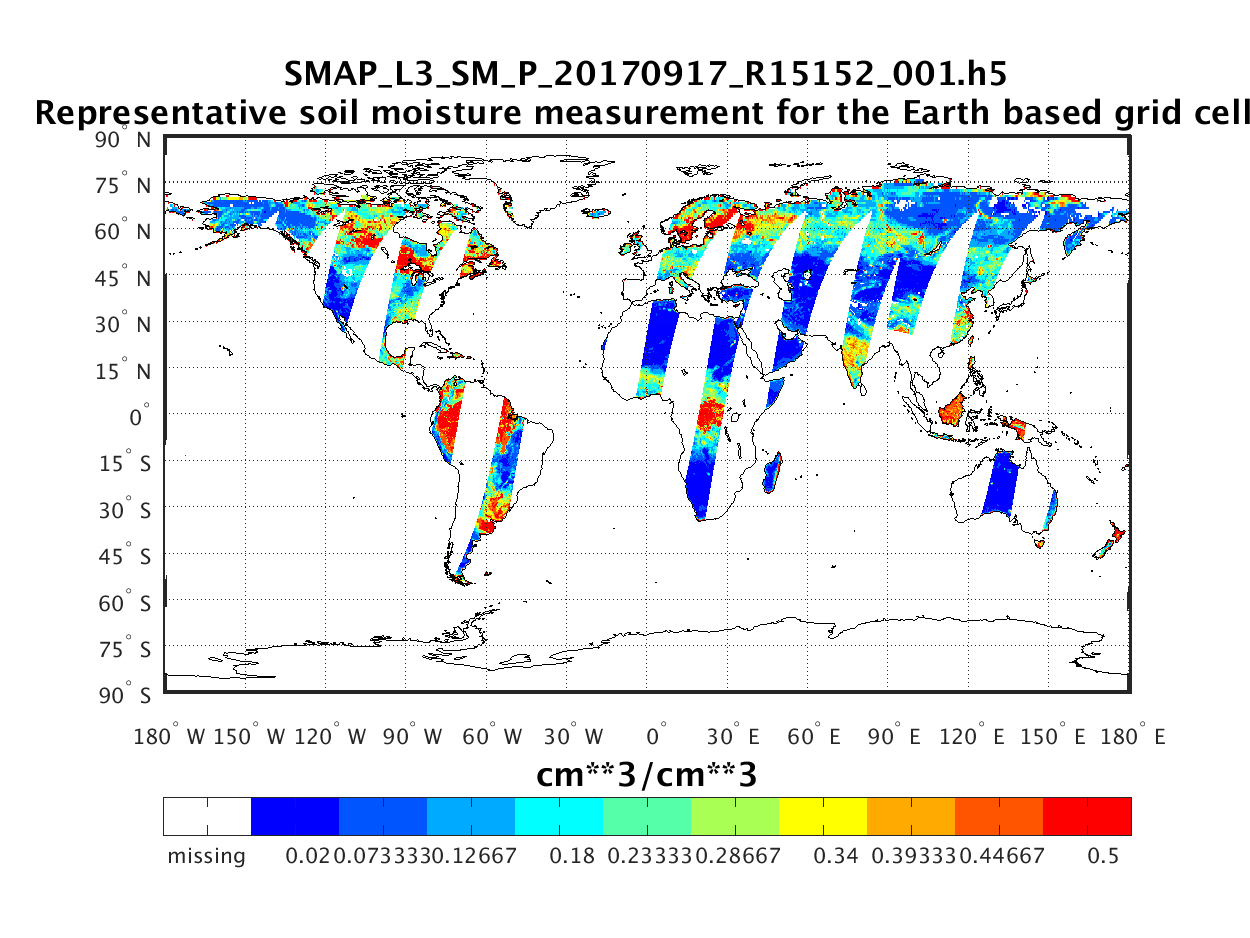 SMAP_L3_SM_P_20170917_R15152_001.h5
Representative soil moisture measurement for the Earth based grid cell
90° N
75° N
60° N
45° N
30° N
15° N
0°
15° S
30° S
45° S
60° S
75° S
90° S
180° W 150° W 120° W 90° W 60° W 30° W 0° 30° E 60° E 90° E 120° E 150° E 180° E
cm**3/cm**3
missing 0.02 0.073333 0.12667 0.18 0.23333 0.28667 0.34 0.39333 0.44667 0.5